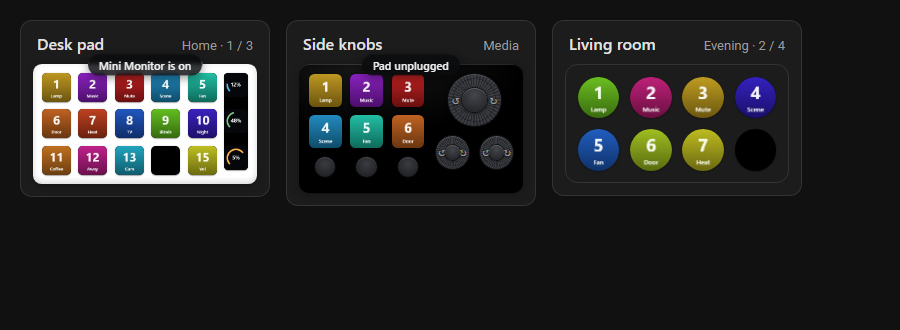 Desk pad
Home · 1 / 3
Mini Monitor is on
1 2 3 4 5
Lamp Music Mute Scene Fan
12%
6 7 8 9 10
Door Heat TV Blinds Night
48%
11 12 13 15
Coffee Away Cam Vol
5%
Side knobs
Media
Pad unplugged
1 2 3
Lamp Music Mute
4 5 6
Scene Fan Door
Living room
Evening · 2 / 4
1 2 3 4
Lamp Music Mute Scene
5 6 7
Fan Door Heat